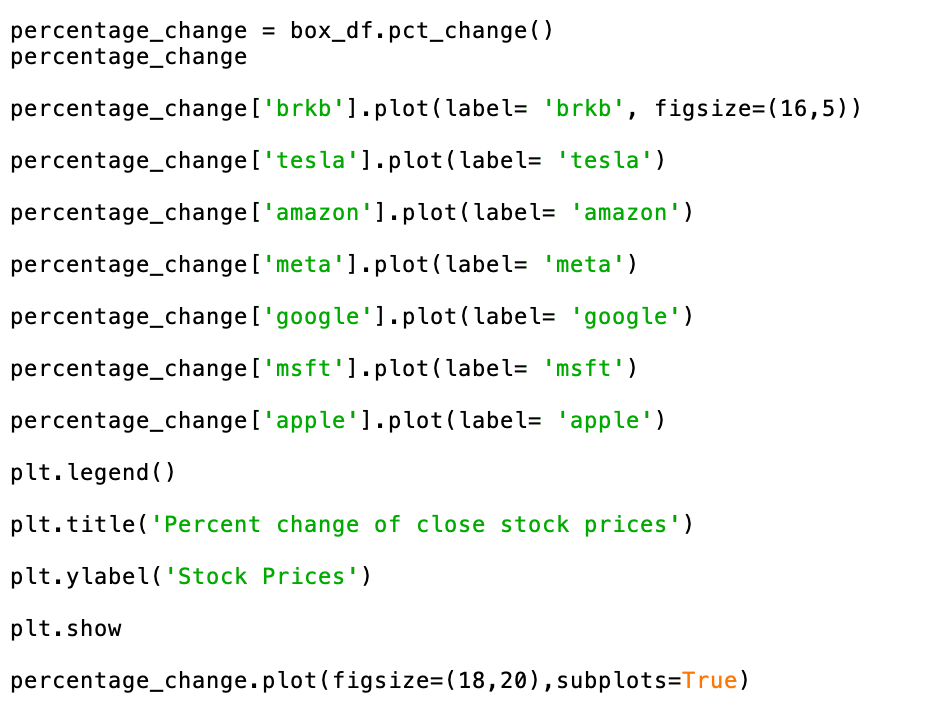 percentage_change = box_df.pct_change()
percentage_change
percentage_change['brkb'].plot(label= 'brkb', figsize=(16,5))
percentage_change['tesla'].plot(label= 'tesla')
percentage_change['amazon'].plot(label= 'amazon')
percentage_change['meta'].plot(label= 'meta')
percentage_change['google'].plot(label= 'google')
percentage_change['msft'].plot(label= 'msft')
percentage_change['apple'].plot(label= 'apple')
plt.legend()
plt.title('Percent change of close stock prices')
plt.ylabel('Stock Prices')
plt.show
percentage_change.plot(figsize=(18,20),subplots=True)